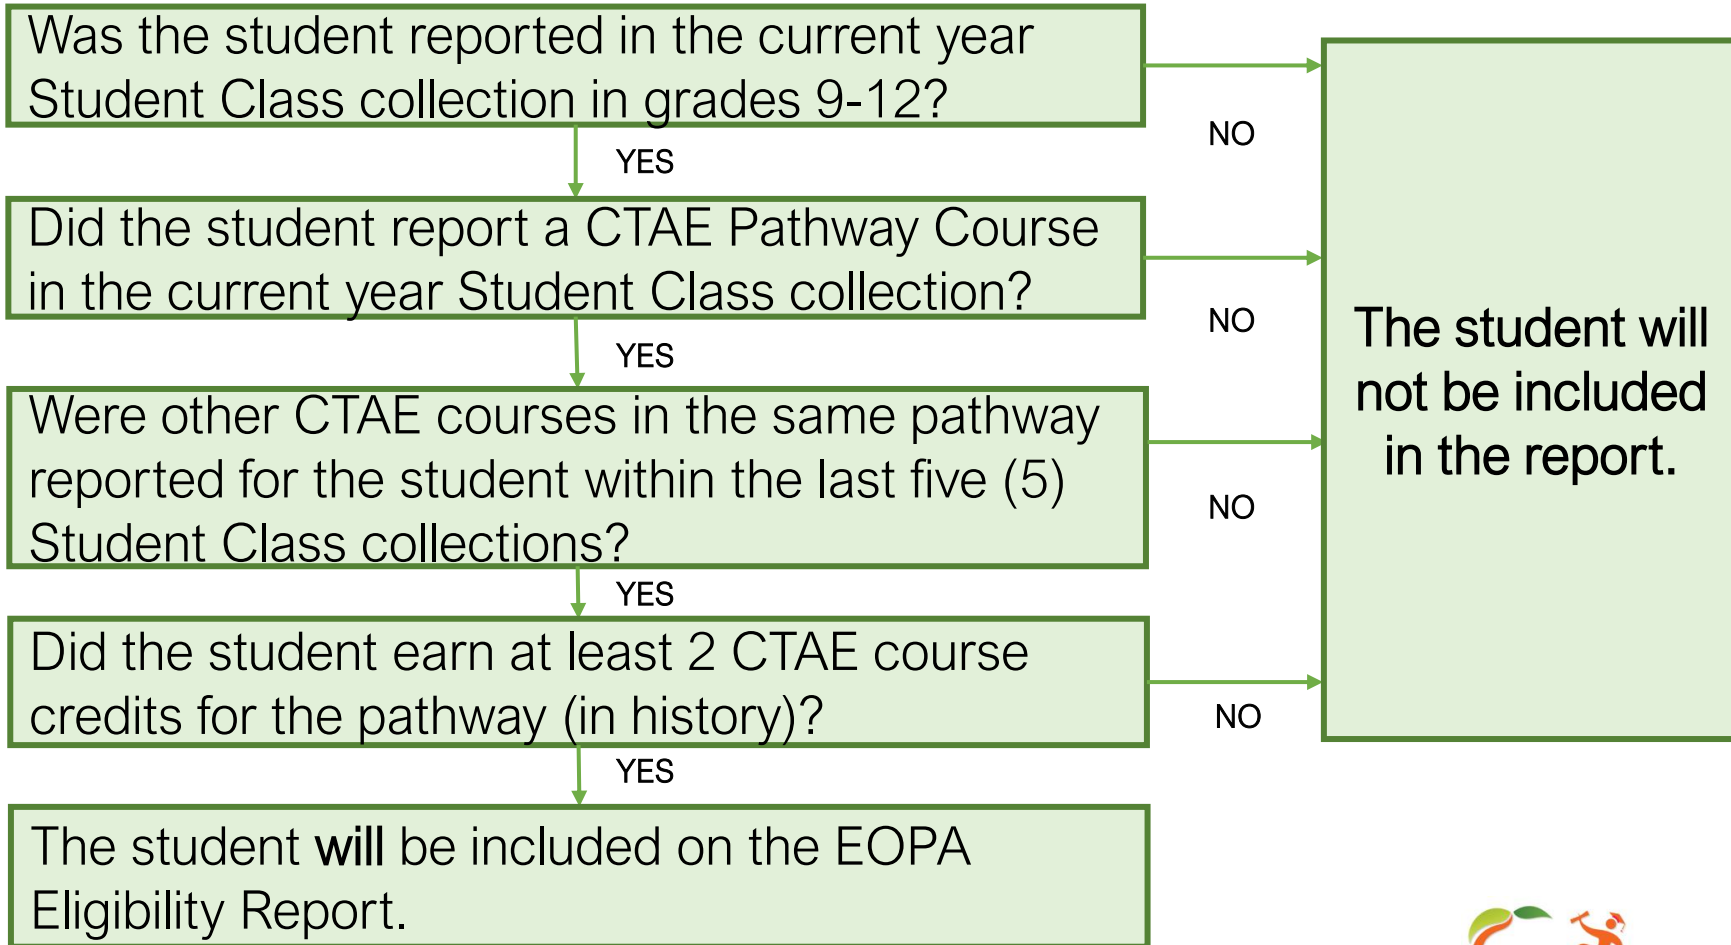 Was the student reported in the current year
Student Class collection in grades 9-12?
NO
YES
Did the student report a CTAE Pathway Course
in the current year Student Class collection?
NO
YES
Were other CTAE courses in the same pathway
reported for the student within the last five (5)
Student Class collections?
NO
YES
Did the student earn at least 2 CTAE course
credits for the pathway (in history)?
NO
YES
The student will be included on the EOPA
Eligibility Report.
The student will
not be included
in the report.